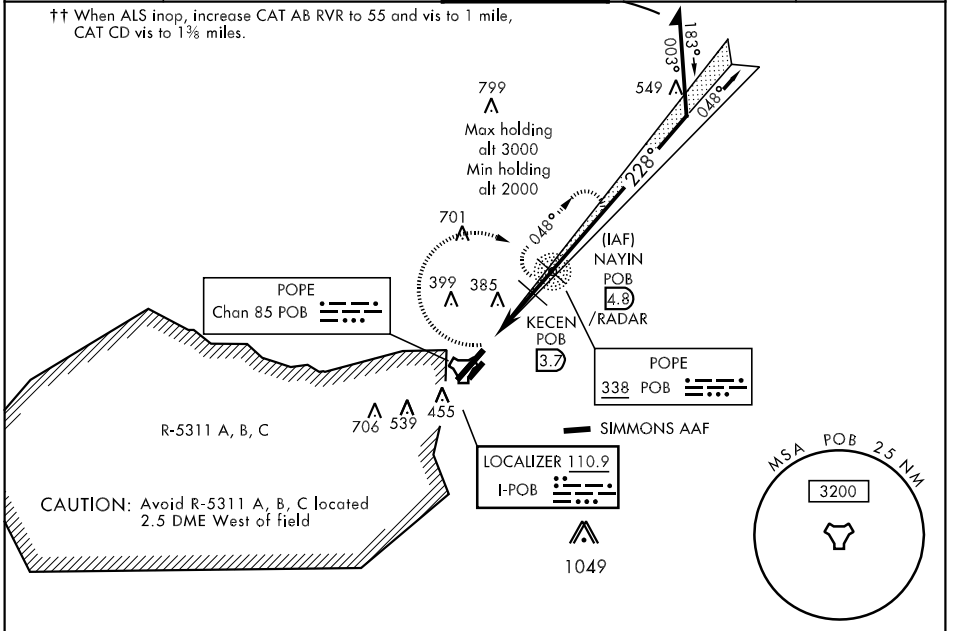 †† When ALS inop, increase CAT AB RVR to 55 and vis to 1 mile,
CAT CD vis to 1⅜ miles.
183°
003°
549
048°
799
Max holding
alt 3000
Min holding
alt 2000
228°
048°
701
(IAF)
NAYIN
POB
4.8
/RADAR
399
385
POPE
Chan 85 POB
KECEN
POB
3.7
POPE
338 POB
R-5311 A, B, C
706
539
455
SIMMONS AAF
LOCALIZER 110.9
I-POB
CAUTION: Avoid R-5311 A, B, C located
2.5 DME West of field
1049
MSA POB 25 NM
3200